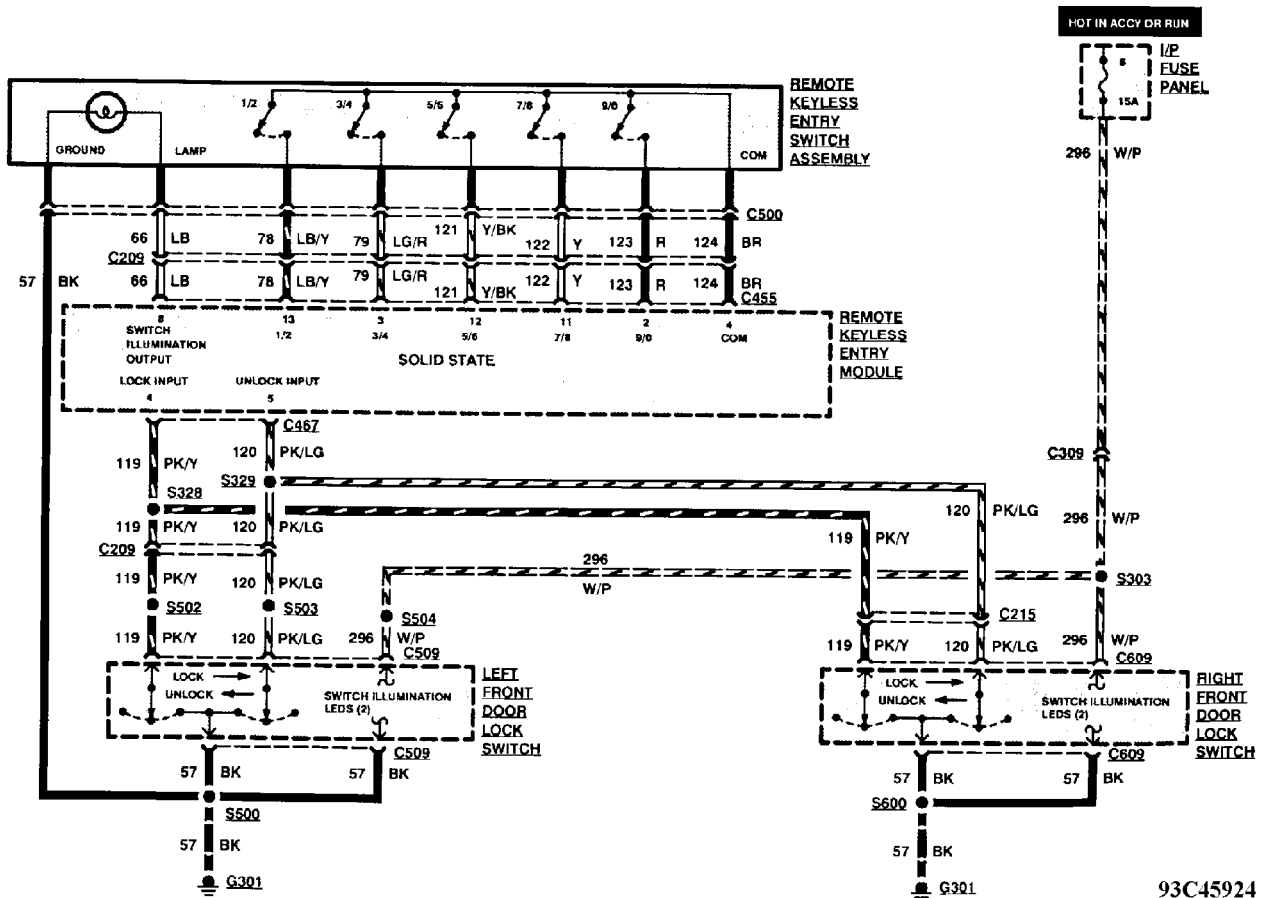 HOT IN ACCY OR RUN
I/P
FUSE
PANEL
15A
296 W/P
REMOTE
KEYLESS
ENTRY
SWITCH
ASSEMBLY
1/2 3/4 5/6 7/8 9/0
GROUND LAMP COM
C500
66 LB 78 LB/Y 79 LG/R 121 Y/BK 122 Y 123 R 124 BR
C209
57 BK
66 LB 78 LB/Y 79 LG/R 121 Y/BK 122 Y 123 R 124 BR
C455
8 13 3 12 11 2 4
SWITCH
ILLUMINATION
OUTPUT
1/2 3/4 5/6 7/8 9/0 COM
SOLID STATE
LOCK INPUT UNLOCK INPUT
4 5
REMOTE
KEYLESS
ENTRY
MODULE
C467
119 PK/Y 120 PK/LG
C309
S329
S328
119 PK/Y 120 PK/LG
120 PK/LG
296 W/P
119 PK/Y
C209
296
W/P
S303
119 PK/Y 120 PK/LG
S502 S503 S504
C215
119 PK/Y 120 PK/LG 296 W/P
C509
119 PK/Y 120 PK/LG 296 W/P
C609
LOCK
UNLOCK
SWITCH ILLUMINATION
LEDS (2)
LEFT
FRONT
DOOR
LOCK
SWITCH
LOCK
UNLOCK
SWITCH ILLUMINATION
LEDS (2)
RIGHT
FRONT
DOOR
LOCK
SWITCH
C509
57 BK 57 BK
S500
57 BK
G301
C609
57 BK 57 BK
S600
57 BK
G301
93C45924